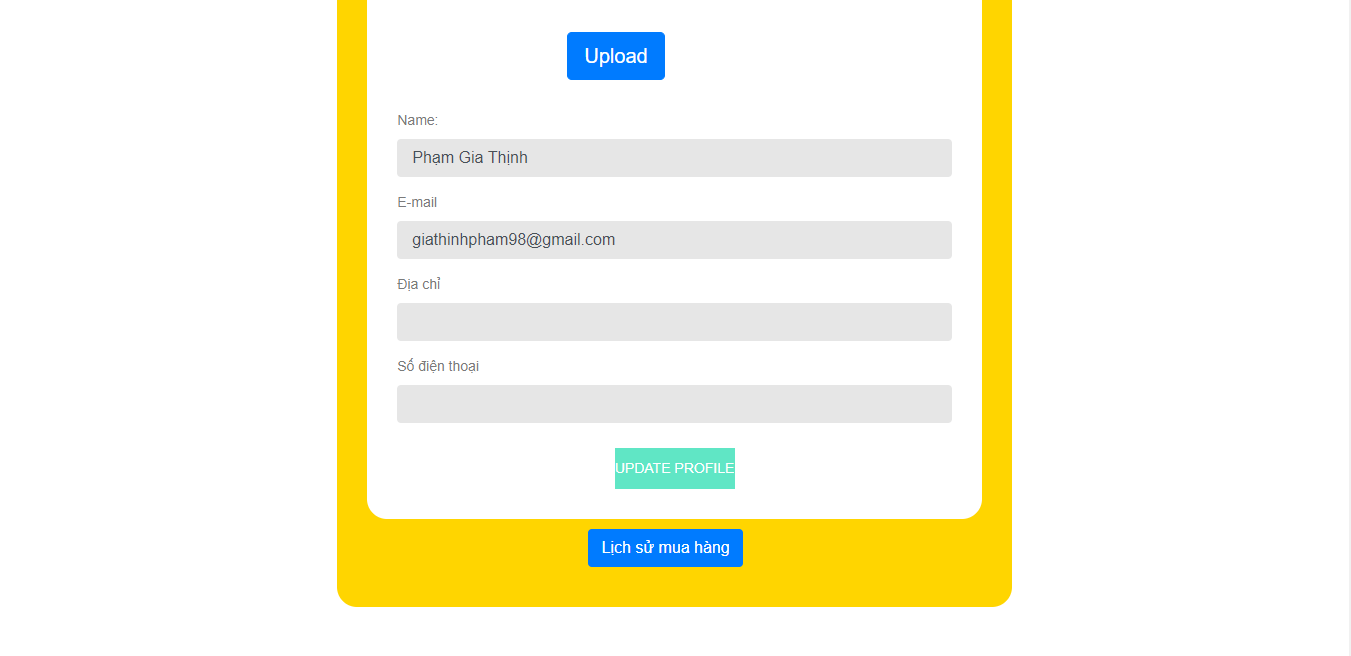 Upload
Name:
Phạm Gia Thịnh
E-mail
giathinhpham98@gmail.com
Địa chỉ
Số điện thoại
UPDATE PROFILE
Lịch sử mua hàng